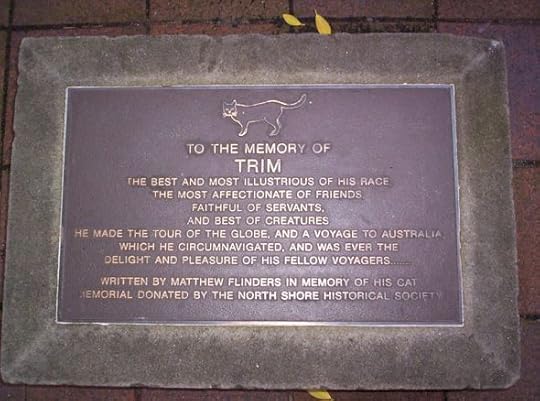 TO THE MEMORY OF
TRIM
THE BEST AND MOST ILLUSTRIOUS OF HIS RACE
THE MOST AFFECTIONATE OF FRIENDS,
FAITHFUL OF SERVANTS,
AND BEST OF CREATURES
HE MADE THE TOUR OF THE GLOBE, AND A VOYAGE TO AUSTRALIA,
WHICH HE CIRCUMNAVIGATED, AND WAS EVER THE
DELIGHT AND PLEASURE OF HIS FELLOW VOYAGERS......
WRITTEN BY MATTHEW FLINDERS IN MEMORY OF HIS CAT
MEMORIAL DONATED BY THE NORTH SHORE HISTORICAL SOCIETY